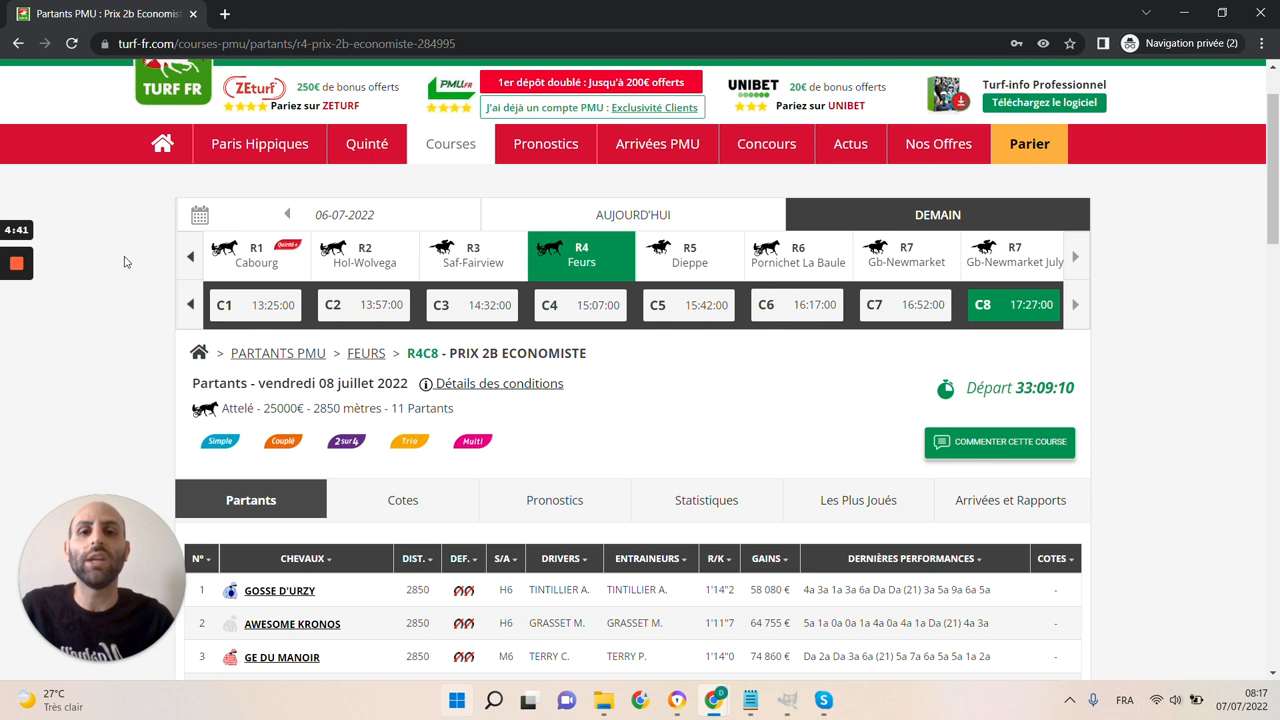 Partants PMU : Prix 2B Economist
turf-fr.com/courses-pmu/partants/r4-prix-2b-economiste-284995
Navigation privée (2)
TURF FR
ZEturf
250€ de bonus offerts
Pariez sur ZETURF
PMU.FR
1er dépôt doublé : Jusqu'à 200€ offerts
J'ai déjà un compte PMU : Exclusivité Clients
UNIBET
20€ de bonus offerts
Pariez sur UNIBET
Turf-info Professionnel
Téléchargez le logiciel
Paris Hippiques
Quinté
Courses
Pronostics
Arrivées PMU
Concours
Actus
Nos Offres
Parier
4:41
06-07-2022
AUJOURD'HUI
DEMAIN
R1 Quinté+
Cabourg
R2
Hol-Wolvega
R3
Saf-Fairview
R4
Feurs
R5
Dieppe
R6
Pornichet La Baule
R7
Gb-Newmarket
R7
Gb-Newmarket July
C1 13:25:00
C2 13:57:00
C3 14:32:00
C4 15:07:00
C5 15:42:00
C6 16:17:00
C7 16:52:00
C8 17:27:00
> PARTANTS PMU > FEURS > R4C8 - PRIX 2B ECONOMISTE
Partants - vendredi 08 juillet 2022 Détails des conditions
Départ 33:09:10
Attelé - 25000€ - 2850 mètres - 11 Partants
Simple Couplé 2sur4 Trio Multi
COMMENTER CETTE COURSE
Partants Cotes Pronostics Statistiques Les Plus Joués Arrivées et Rapports
N° CHEVAUX DIST. DEF. S/A DRIVERS ENTRAINEURS R/K GAINS DERNIÈRES PERFORMANCES COTES
1 GOSSE D'URZY 2850 H6 TINTILLIER A. TINTILLIER A. 1'14"2 58 080 € 4a 3a 1a 3a 6a Da Da (21) 3a 5a 9a 6a 5a -
2 AWESOME KRONOS 2850 H6 GRASSET M. GRASSET M. 1'11"7 64 755 € 5a 1a 0a 0a 1a 4a 0a 4a 1a Da (21) 4a 3a -
3 GE DU MANOIR 2850 M6 TERRY C. TERRY P. 1'14"0 74 860 € Da 2a Da 3a 6a (21) 5a 7a 6a 5a 5a 1a 2a -
27°C
Très clair
FRA
08:17
07/07/2022